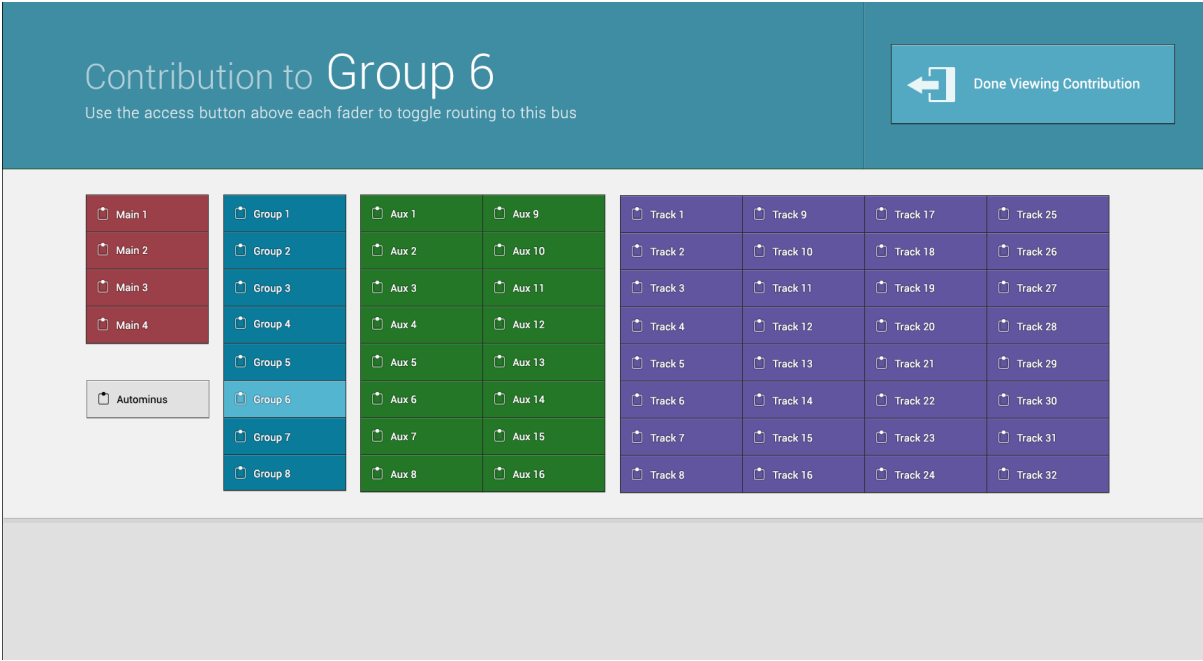 Contribution to Group 6
Use the access button above each fader to toggle routing to this bus
Done Viewing Contribution
Main 1
Main 2
Main 3
Main 4
Autominus
Group 1
Group 2
Group 3
Group 4
Group 5
Group 6
Group 7
Group 8
Aux 1
Aux 2
Aux 3
Aux 4
Aux 5
Aux 6
Aux 7
Aux 8
Aux 9
Aux 10
Aux 11
Aux 12
Aux 13
Aux 14
Aux 15
Aux 16
Track 1
Track 2
Track 3
Track 4
Track 5
Track 6
Track 7
Track 8
Track 9
Track 10
Track 11
Track 12
Track 13
Track 14
Track 15
Track 16
Track 17
Track 18
Track 19
Track 20
Track 21
Track 22
Track 23
Track 24
Track 25
Track 26
Track 27
Track 28
Track 29
Track 30
Track 31
Track 32